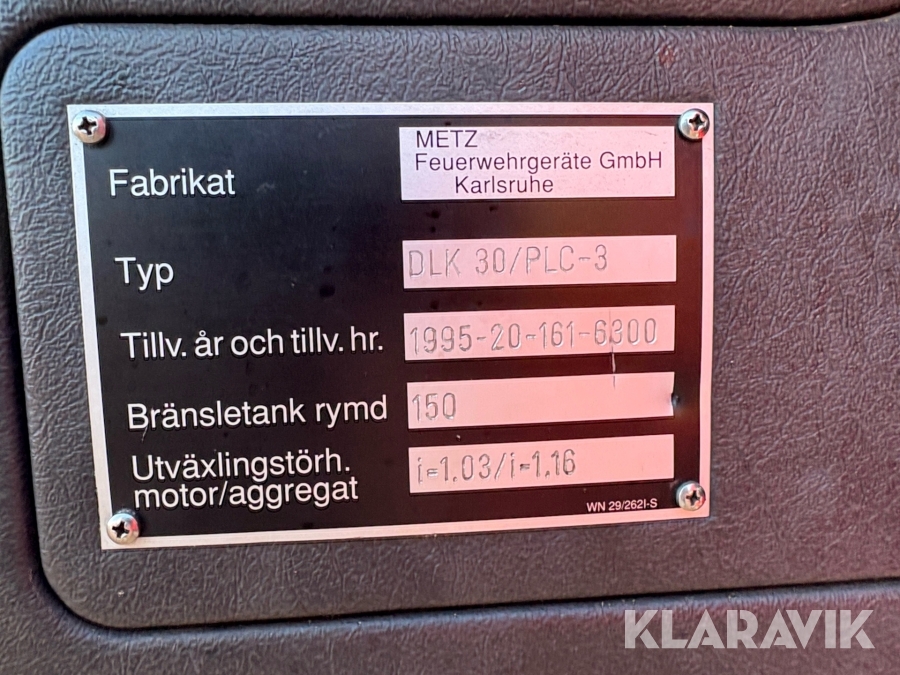 Fabrikat
METZ
Feuerwehrgeräte GmbH
Karlsruhe
Typ
DLK 30/PLC-3
Tillv. år och tillv. hr.
1995-20-161-6300
Bränsletank rymd
150
Utväxlingstörh.
motor/aggregat
i=1.03/i=1.16
WN 29/262I-S
KLARAVIK